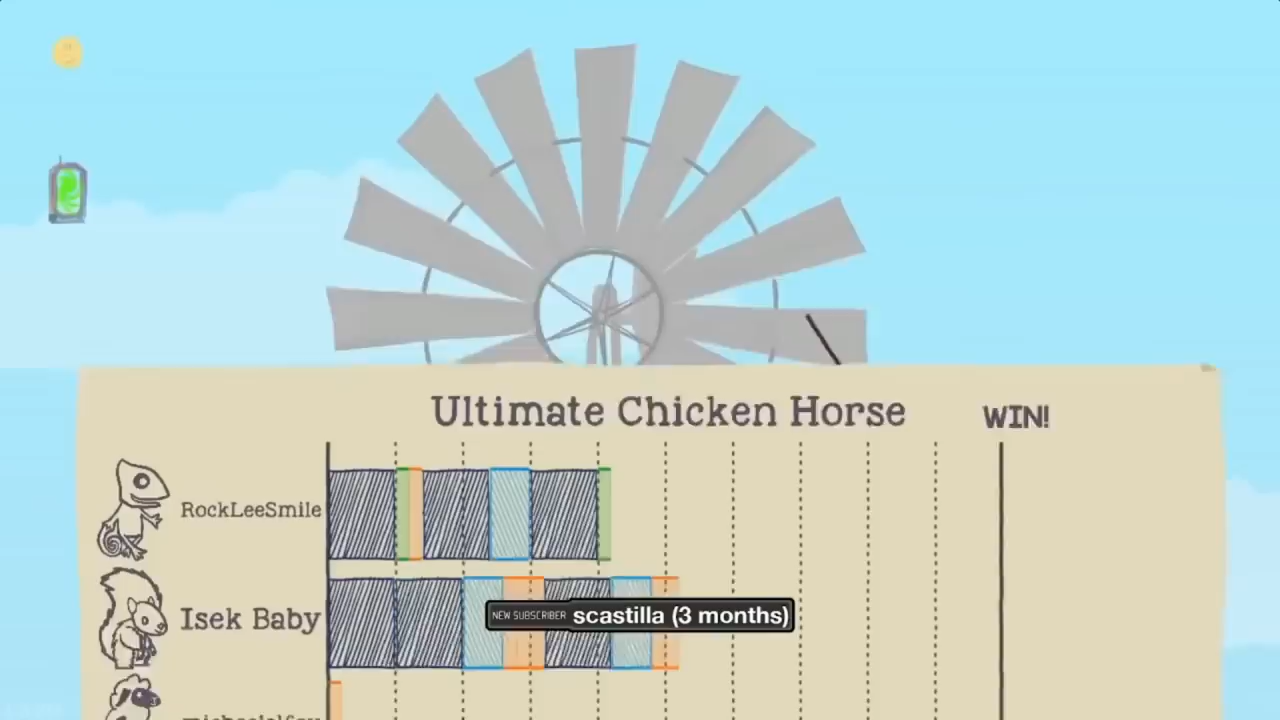 Ultimate Chicken Horse
WIN!
RockLeeSmile
Isek Baby
NEW SUBSCRIBER scastilla (3 months)